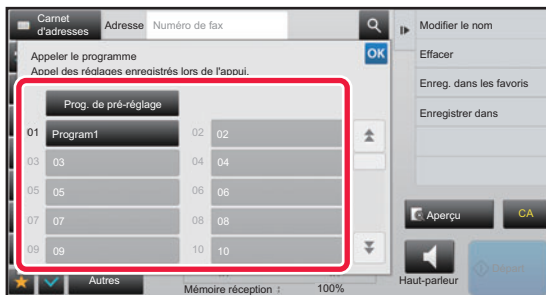 Carnet
d'adresses
Adresse
Numéro de fax
Appeler le programme
OK
Appel des réglages enregistrés lors de l'appui.
Prog. de pré-réglage
01 Program1 02 02
03 03 04 04
05 05 06 06
07 07 08 08
09 09 10 10
Autres
Mémoire réception : 100%
Modifier le nom
Effacer
Enreg. dans les favoris
Enregistrer dans
Aperçu
CA
Haut-parleur
Départ